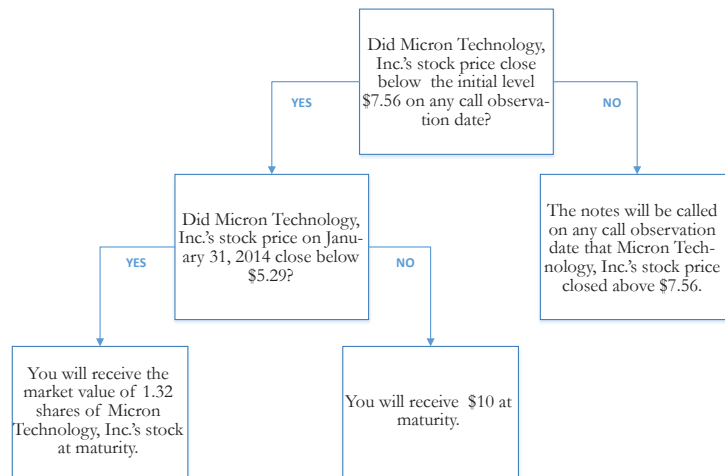 Did Micron Technology,
Inc.'s stock price close
below the initial level
$7.56 on any call observa-
tion date?
YES
NO
Did Micron Technology,
Inc.'s stock price on Janu-
ary 31, 2014 close below
$5.29?
The notes will be called
on any call observation
date that Micron Tech-
nology, Inc.'s stock price
closed above $7.56.
YES
NO
You will receive the
market value of 1.32
shares of Micron
Technology, Inc.'s stock
at maturity.
You will receive $10 at
maturity.